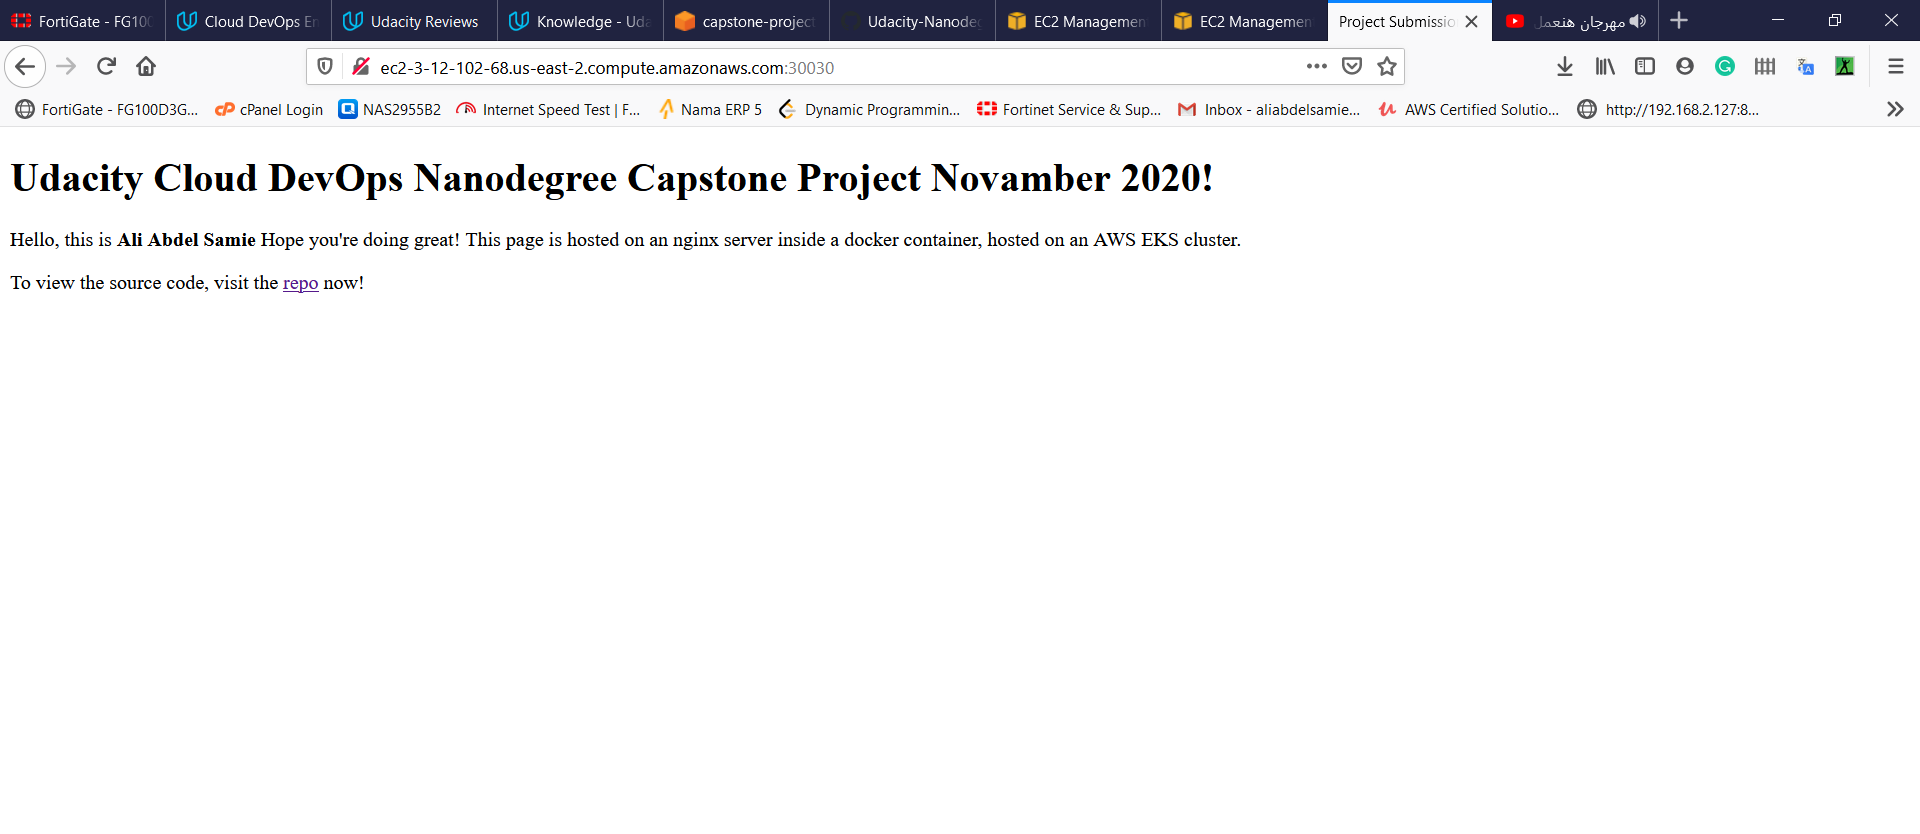 FortiGate - FG100
Cloud DevOps En
Udacity Reviews
Knowledge - Uda
capstone-project
Udacity-Nanodeg
EC2 Management
EC2 Management
Project Submissio
مهرجان هنعمل
ec2-3-12-102-68.us-east-2.compute.amazonaws.com:30030
FortiGate - FG100D3G...
cPanel Login
NAS2955B2
Internet Speed Test | F...
Nama ERP 5
Dynamic Programmin...
Fortinet Service & Sup...
Inbox - aliabdelsamie...
AWS Certified Solutio...
http://192.168.2.127:8...
Udacity Cloud DevOps Nanodegree Capstone Project Novamber 2020!
Hello, this is Ali Abdel Samie Hope you're doing great! This page is hosted on an nginx server inside a docker container, hosted on an AWS EKS cluster.
To view the source code, visit the repo now!